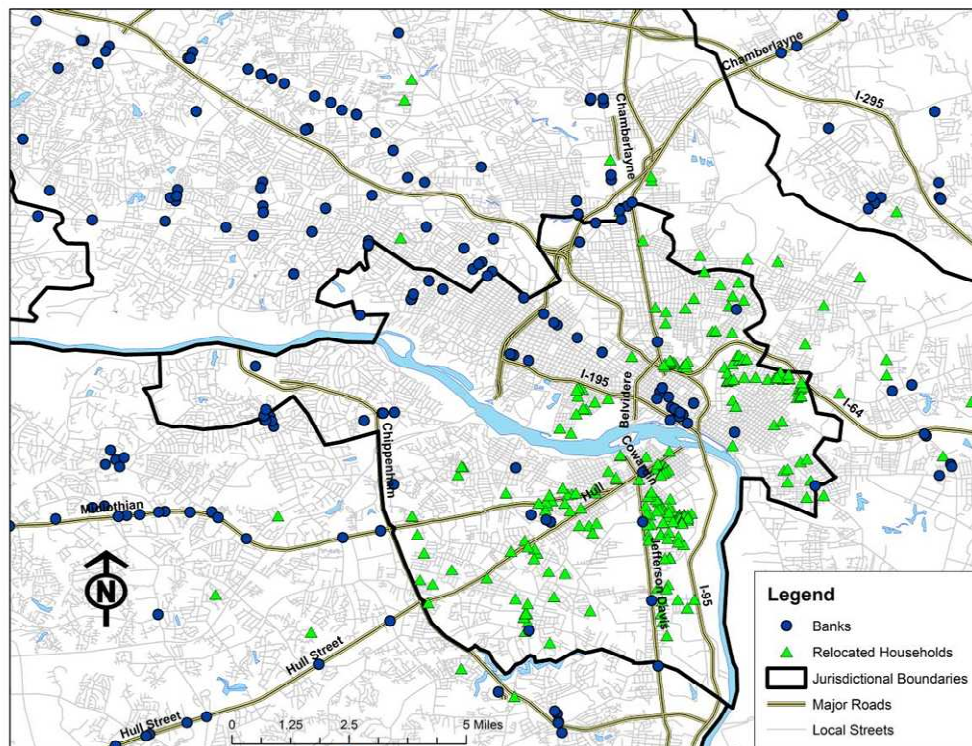 Chamberlayne
I-295
Chamberlayne
I-195
Belvidere
I-64
Cowardin
Chippenham
Hull
Midlothian
Jefferson Davis
I-95
N
Hull Street
Hull Street
0 1.25 2.5 5 Miles
Legend
Banks
Relocated Households
Jurisdictional Boundaries
Major Roads
Local Streets